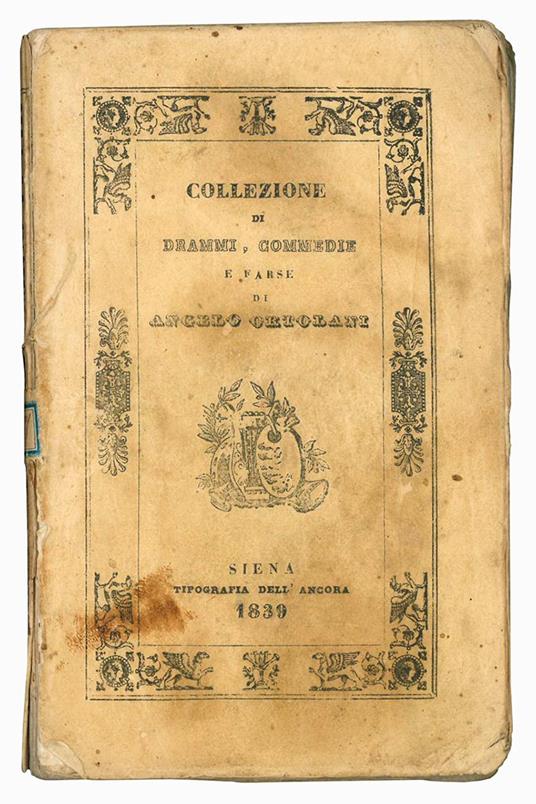 COLLEZIONE
DI
DRAMMI, COMMEDIE
E FARSE
DI
ANGELO ORTOLANI
SIENA
TIPOGRAFIA DELL' ANCORA
1839